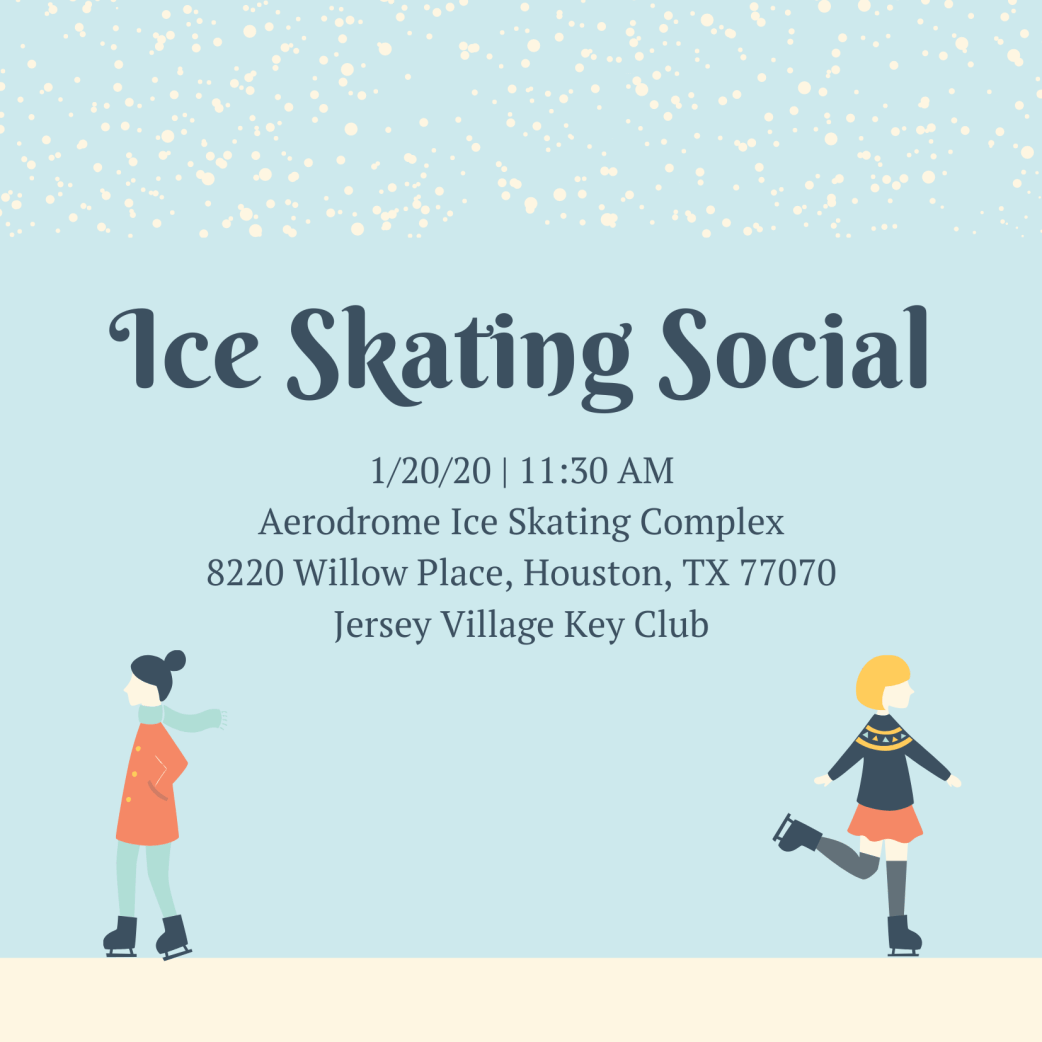 Ice Skating Social
1/20/20 | 11:30 AM
Aerodrome Ice Skating Complex
8220 Willow Place, Houston, TX 77070
Jersey Village Key Club